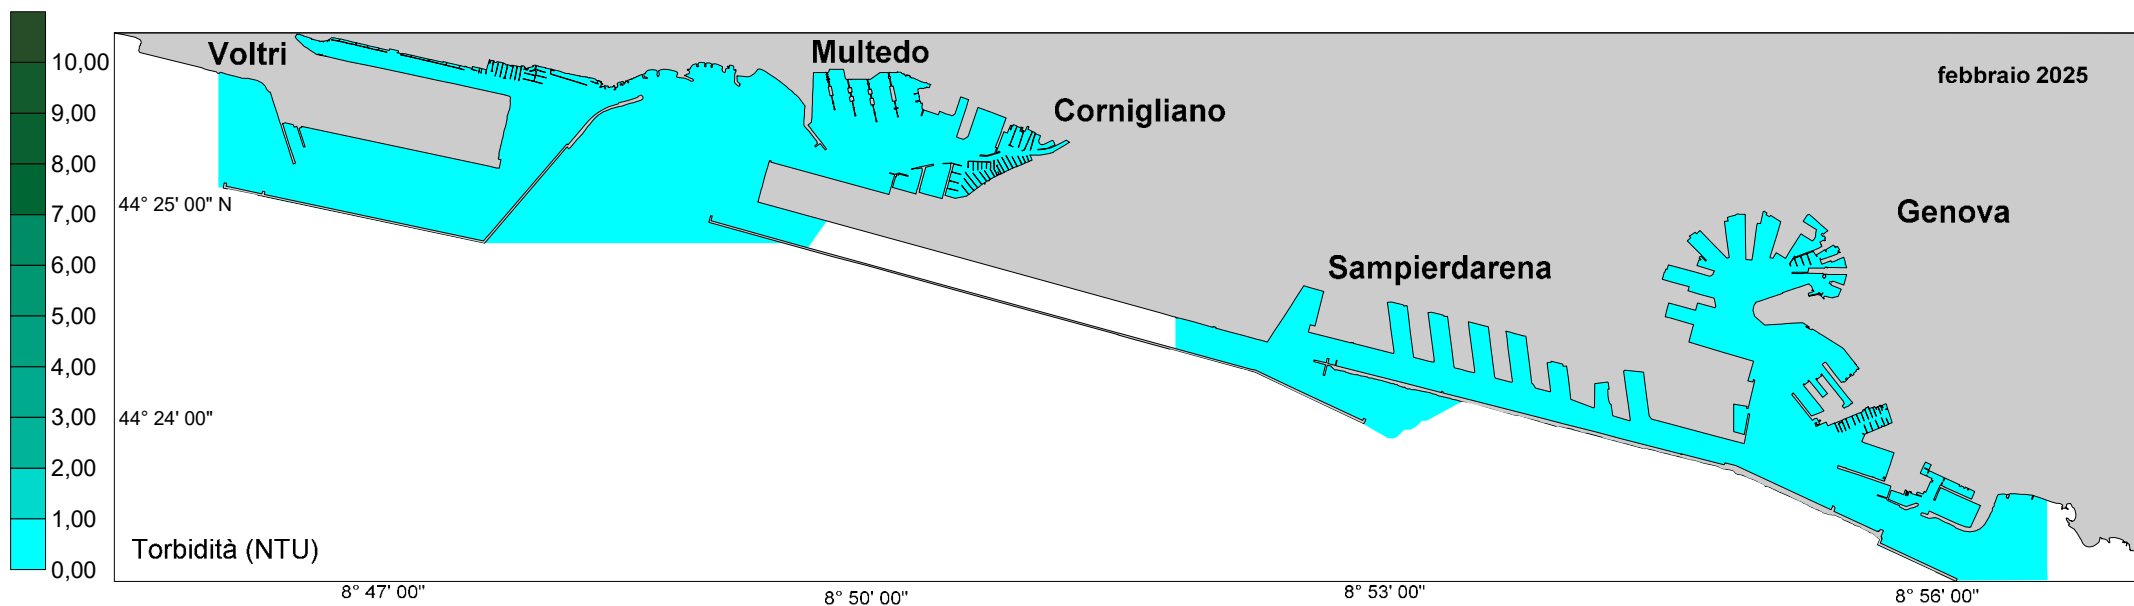 Voltri
Multedo
febbraio 2025
Cornigliano
Genova
Sampierdarena
10,00
9,00
8,00
7,00
6,00
5,00
4,00
3,00
2,00
1,00
0,00
44° 25' 00" N
44° 24' 00"
Torbidità (NTU)
8° 47' 00"
8° 50' 00"
8° 53' 00"
8° 56' 00"